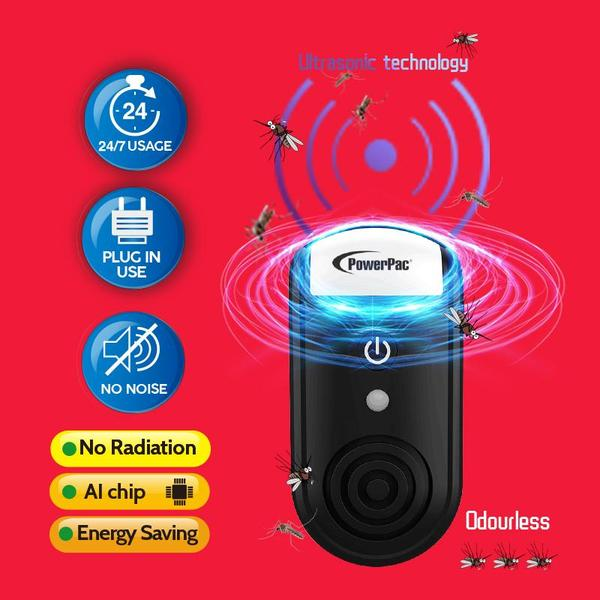 Ultrasonic technology
24
24/7 USAGE
PLUG IN
USE
PowerPac®
NO NOISE
No Radiation
AI chip
Energy Saving
Odourless